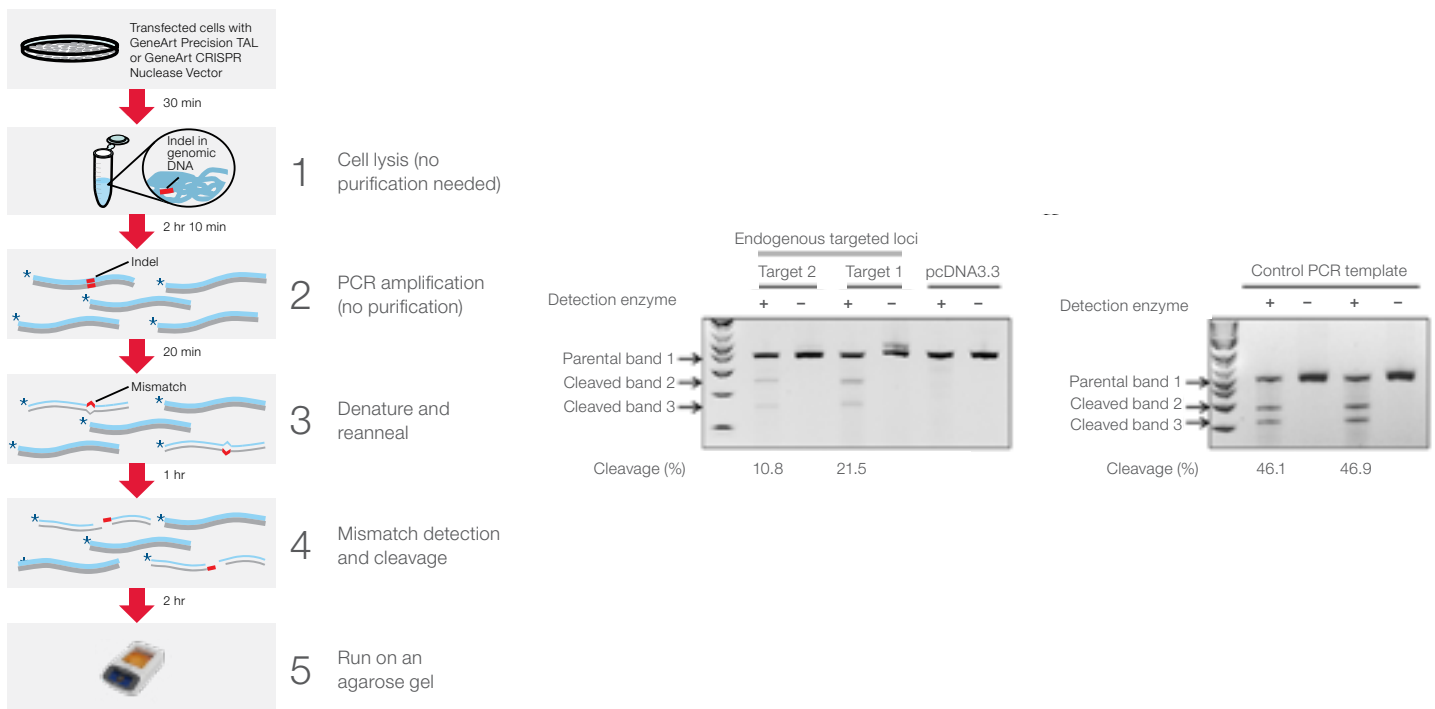 Transfected cells with
GeneArt Precision TAL
or GeneArt CRISPR
Nuclease Vector
30 min
Indel in
genomic
DNA
1
Cell lysis (no
purification needed)
2 hr 10 min
Indel
2
PCR amplification
(no purification)
20 min
Mismatch
3
Denature and
reanneal
1 hr
4
Mismatch detection
and cleavage
2 hr
5
Run on an
agarose gel
Endogenous targeted loci
Target 2 Target 1 pcDNA3.3
Detection enzyme + – + – + –
Parental band 1
Cleaved band 2
Cleaved band 3
Cleavage (%) 10.8 21.5
Control PCR template
Detection enzyme + – + –
Parental band 1
Cleaved band 2
Cleaved band 3
Cleavage (%) 46.1 46.9